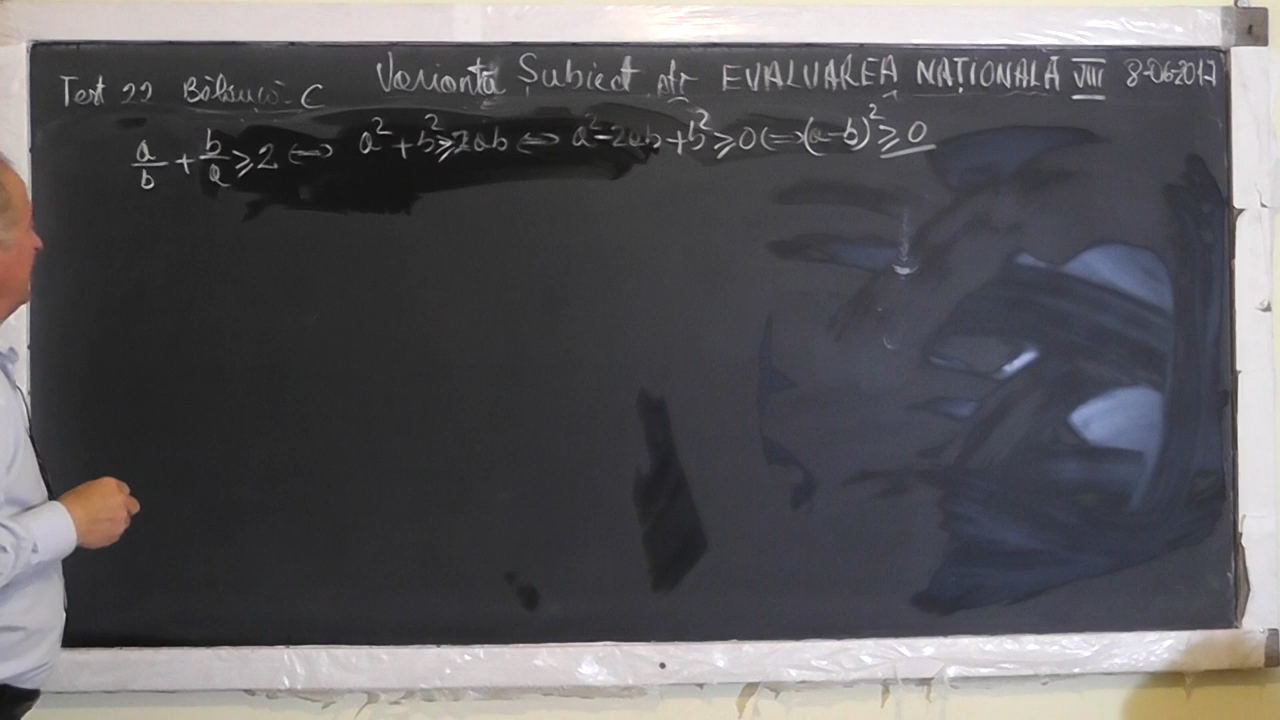 Test 22 Bălăucă C Varianta Subiect ptr EVALUAREA NAȚIONALĂ VIII 8-06-2017
a/b + b/a ≥ 2 ⟺ a² + b² ≥ 2ab ⟺ a² - 2ab + b² ≥ 0 ⟺ (a-b)² ≥ 0